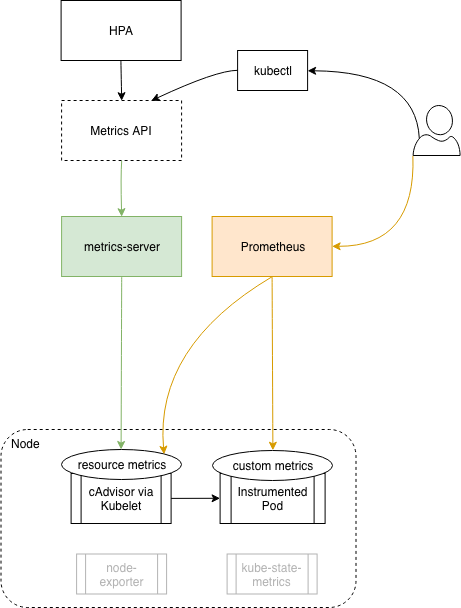 HPA
kubectl
Metrics API
metrics-server
Prometheus
Node
resource metrics
custom metrics
cAdvisor via
Kubelet
Instrumented
Pod
node-
exporter
kube-state-
metrics